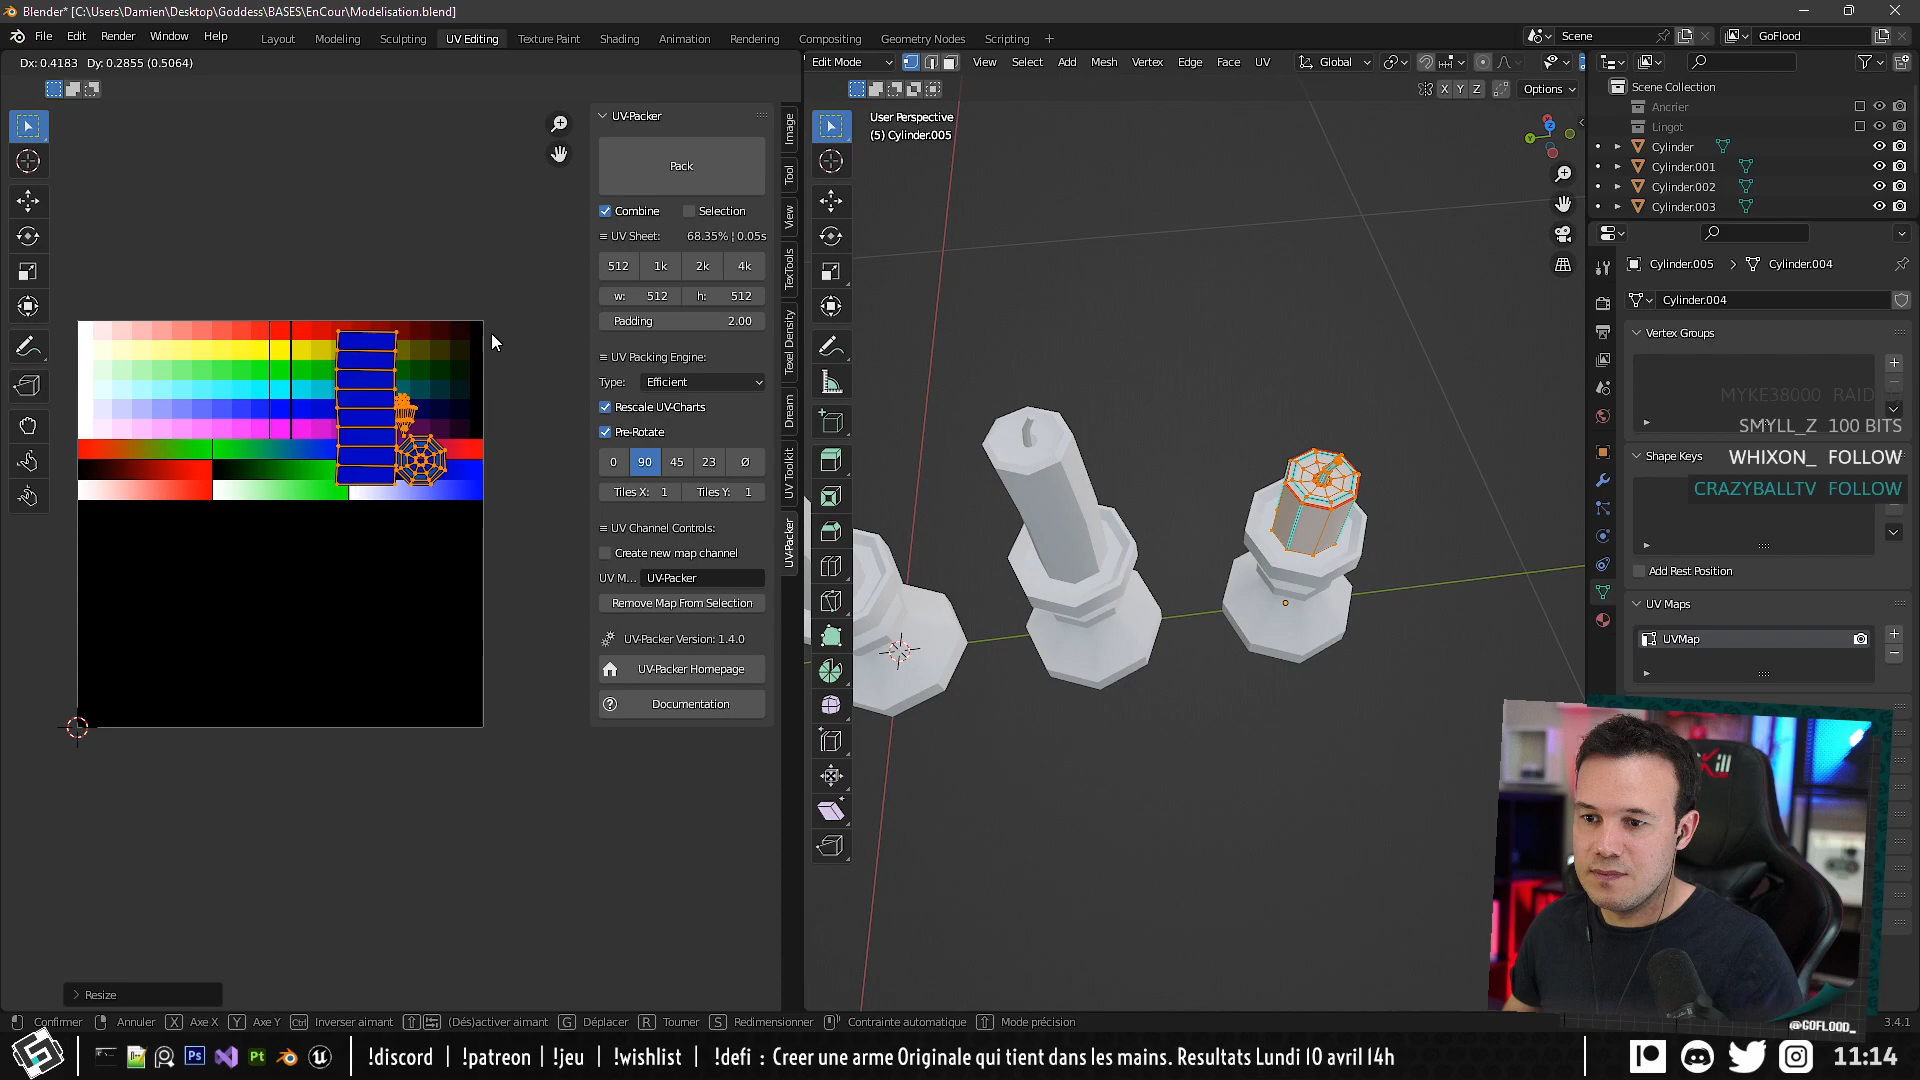 Blender* [C:\Users\Damien\Desktop\Goddess\BASES\EnCour\Modelisation.blend]
File Edit Render Window Help
Layout Modeling Sculpting UV Editing Texture Paint Shading Animation Rendering Compositing Geometry Nodes Scripting +
Scene
GoFlood
Dx: 0.4183 Dy: 0.2855 (0.5064)
Edit Mode
View Select Add Mesh Vertex Edge Face UV
Global
X Y Z
Options
User Perspective
(5) Cylinder.005
UV-Packer
Pack
Combine
Selection
UV Sheet: 68.35% | 0.05s
512 1k 2k 4k
w: 512 h: 512
Padding 2.00
UV Packing Engine:
Type: Efficient
Rescale UV-Charts
Pre-Rotate
0 90 45 23 Ø
Tiles X: 1 Tiles Y: 1
UV Channel Controls:
Create new map channel
UV M... UV-Packer
Remove Map From Selection
UV-Packer Version: 1.4.0
UV-Packer Homepage
Documentation
Image
Tool
View
TexTools
Texel Density
Dream
UV Toolkit
UV-Packer
Scene Collection
Ancrier
Lingot
Cylinder
Cylinder.001
Cylinder.002
Cylinder.003
Cylinder.005 > Cylinder.004
Cylinder.004
Vertex Groups
MYKE38000 RAID
SMYLL_Z 100 BITS
Shape Keys
WHIXON_ FOLLOW
CRAZYBALLTV FOLLOW
Add Rest Position
UV Maps
UVMap
Resize
Confirmer Annuler X Axe X Y Axe Y Ctrl Inverser aimant (Dés)activer aimant G Déplacer R Tourner S Redimensionner Contrainte automatique Mode précision
3.4.1
@GOFLOOD_
!discord | !patreon | !jeu | !wishlist | !defi : Creer une arme Originale qui tient dans les mains. Resultats Lundi 10 avril 14h
11:14